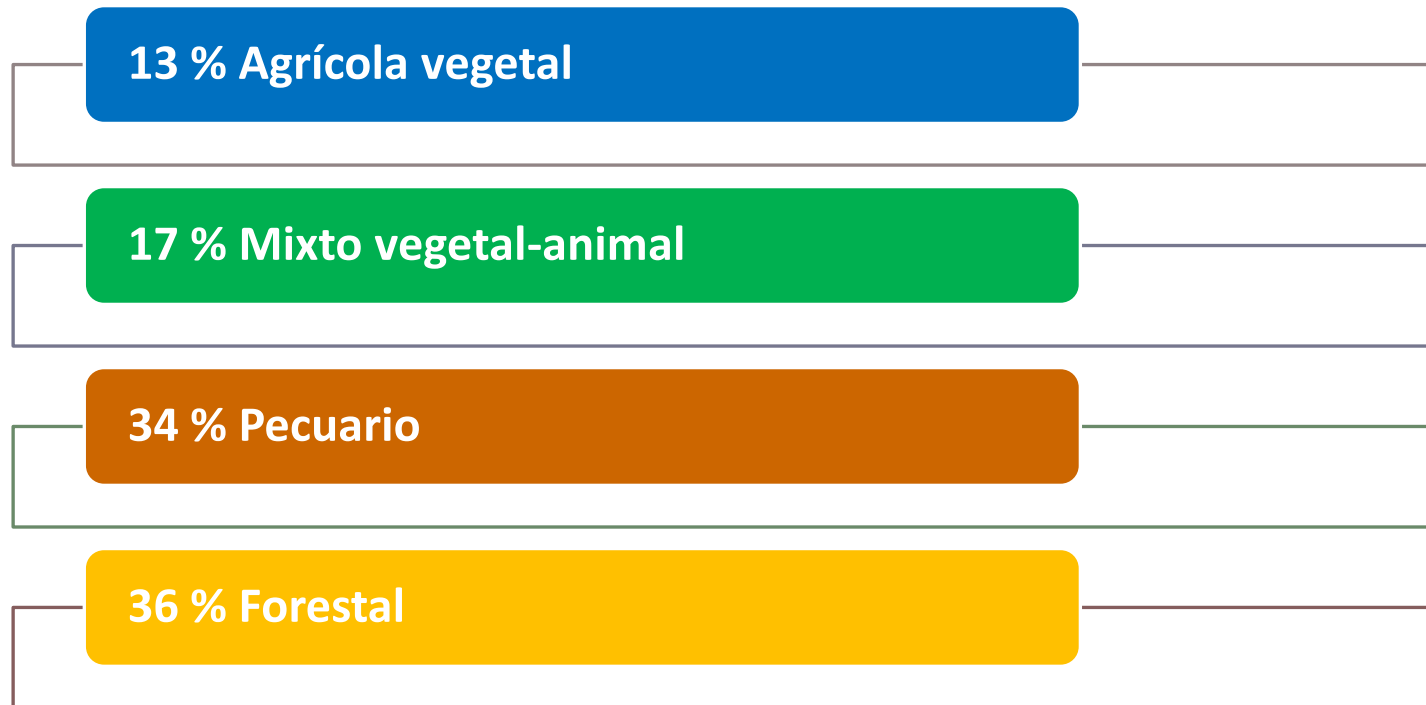 13 % Agrícola vegetal
17 % Mixto vegetal-animal
34 % Pecuario
36 % Forestal